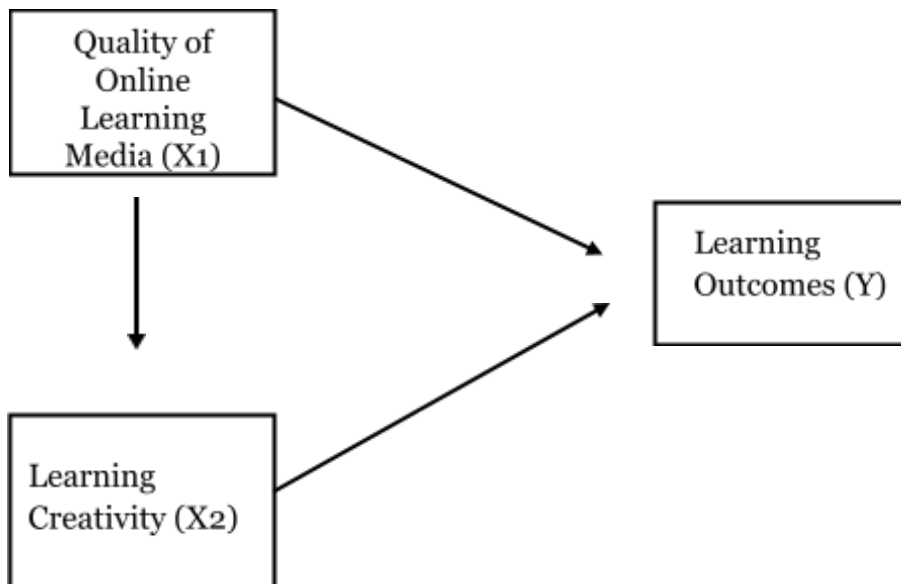 Quality of
Online
Learning
Media (X1)
Learning
Outcomes (Y)
Learning
Creativity (X2)